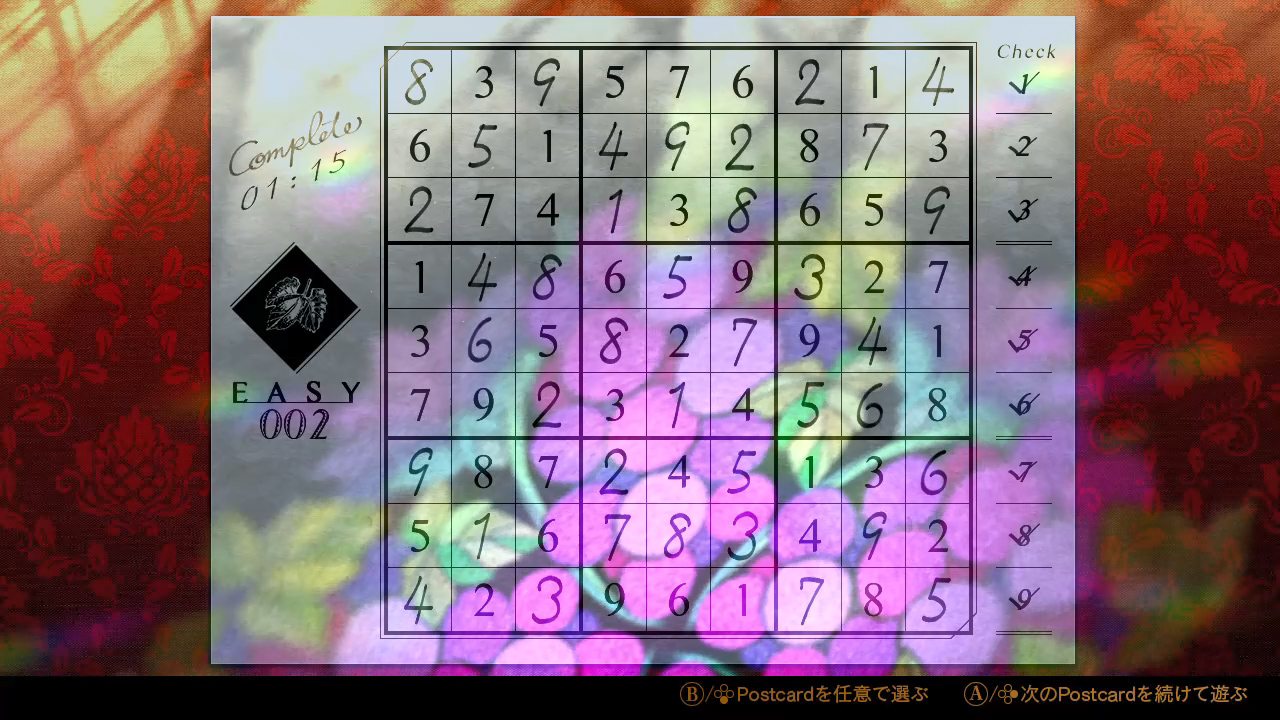 Check
8 3 9 5 7 6 2 1 4 1
Complete
01:15
6 5 1 4 9 2 8 7 3 2
2 7 4 1 3 8 6 5 9 3
1 4 8 6 5 9 3 2 7 4
3 6 5 8 2 7 9 4 1 5
EASY
002
7 9 2 3 1 4 5 6 8 6
9 8 7 2 4 5 1 3 6 7
5 1 6 7 8 3 4 9 2 8
4 2 3 9 6 1 7 8 5 9
Ⓑ/Postcardを任意で選ぶ Ⓐ/次のPostcardを続けて遊ぶ